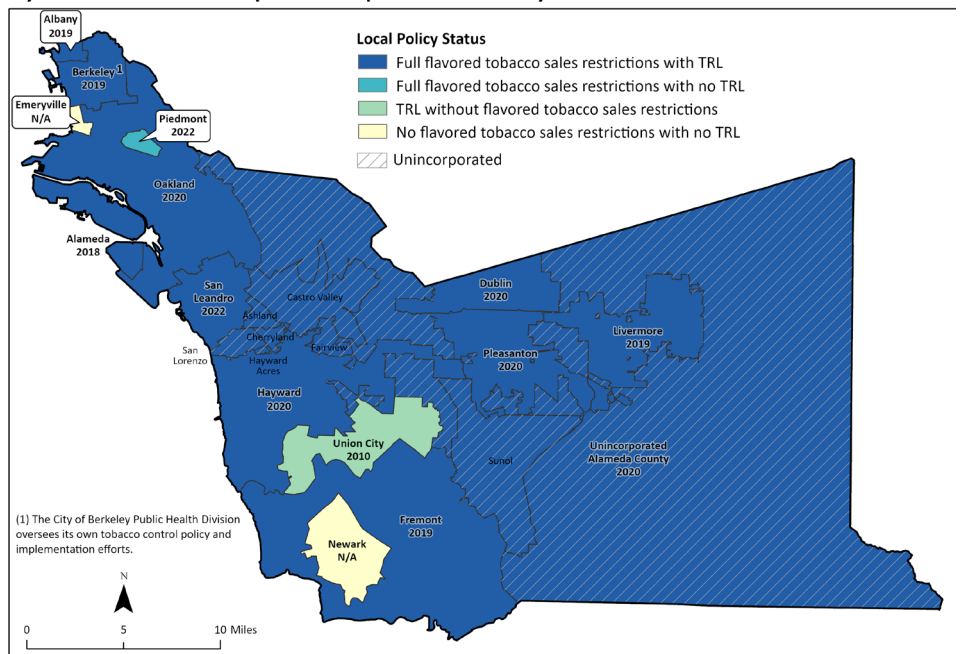 Albany
2019
Berkeley 1
2019
Emeryville
N/A
Piedmont
2022
Local Policy Status
Full flavored tobacco sales restrictions with TRL
Full flavored tobacco sales restrictions with no TRL
TRL without flavored tobacco sales restrictions
No flavored tobacco sales restrictions with no TRL
Unincorporated
Oakland
2020
Alameda
2018
San
Leandro
2022
Castro Valley
Ashland
Cherryland
Fairview
San
Lorenzo
Hayward
Acres
Dublin
2020
Pleasanton
2020
Livermore
2019
Hayward
2020
Union City
2010
Sunol
Unincorporated
Alameda County
2020
Fremont
2019
Newark
N/A
(1) The City of Berkeley Public Health Division
oversees its own tobacco control policy and
implementation efforts.
N
0 5 10 Miles